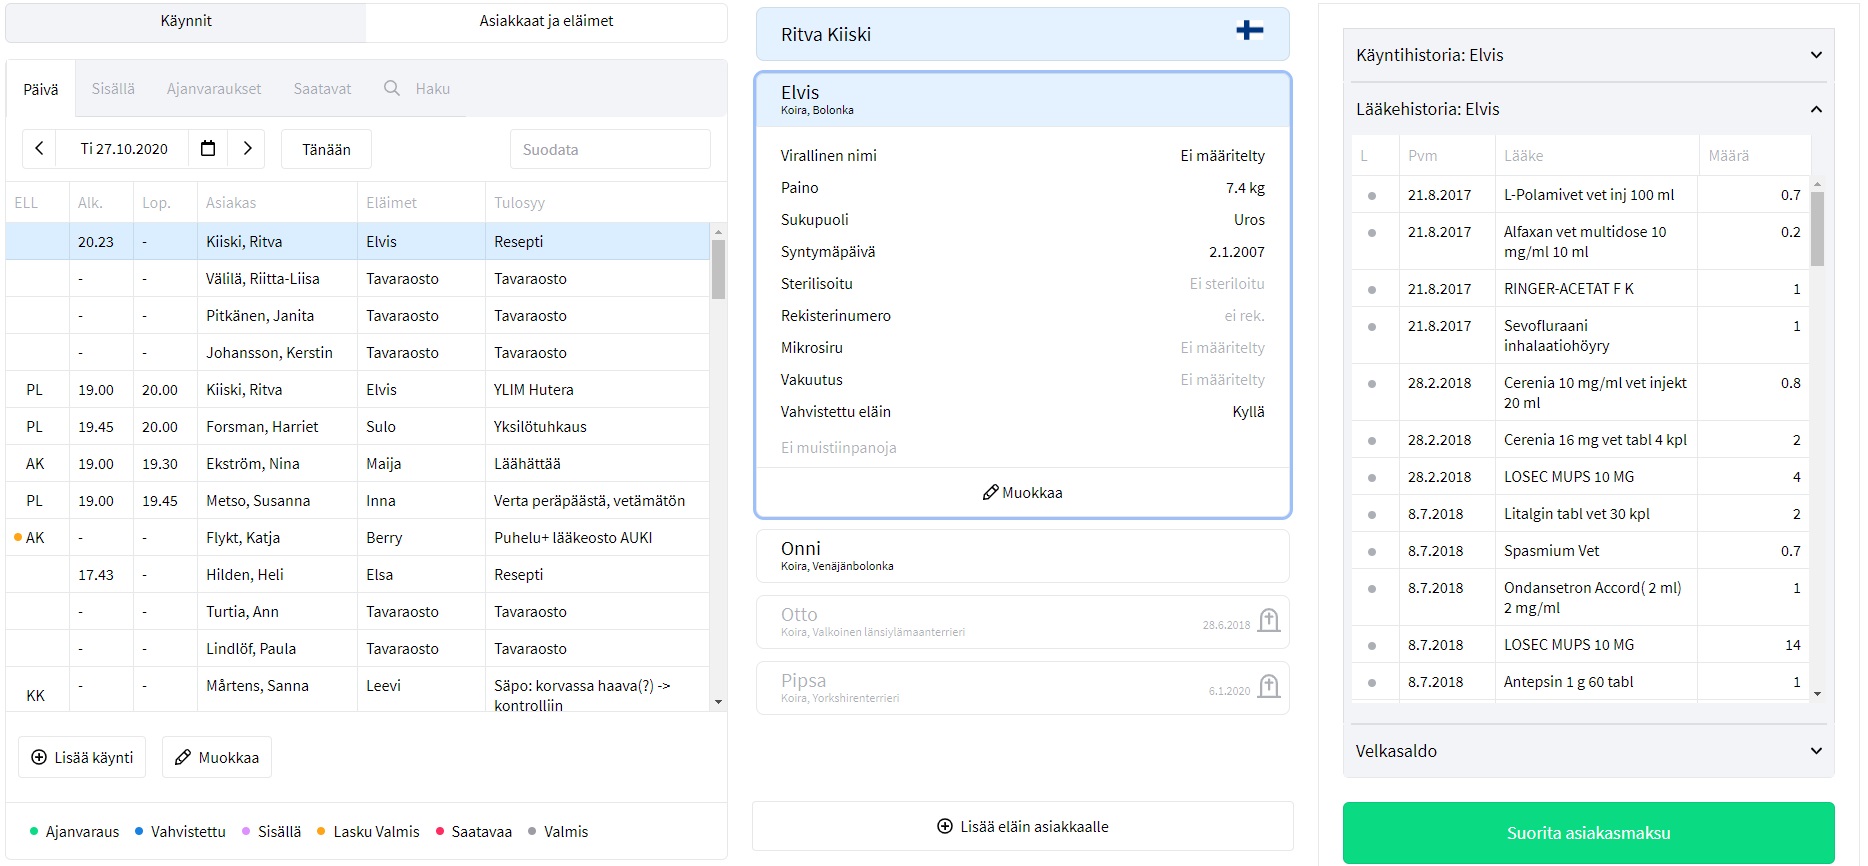 Käynnit
Asiakkaat ja eläimet
Päivä
Sisällä
Ajanvaraukset
Saatavat
Haku
Ti 27.10.2020
Tänään
Suodata
ELL Alk. Lop. Asiakas Eläimet Tulosyy
20.23 - Kiiski, Ritva Elvis Resepti
- - Välilä, Riitta-Liisa Tavaraosto Tavaraosto
- - Pitkänen, Janita Tavaraosto Tavaraosto
- - Johansson, Kerstin Tavaraosto Tavaraosto
PL 19.00 20.00 Kiiski, Ritva Elvis YLIM Hutera
PL 19.45 20.00 Forsman, Harriet Sulo Yksilötuhkaus
AK 19.00 19.30 Ekström, Nina Maija Läähättää
PL 19.00 19.45 Metso, Susanna Inna Verta peräpäästä, vetämätön
AK - - Flykt, Katja Berry Puhelu+ lääkeosto AUKI
17.43 - Hilden, Heli Elsa Resepti
- - Turtia, Ann Tavaraosto Tavaraosto
- - Lindlöf, Paula Tavaraosto Tavaraosto
KK - - Mårtens, Sanna Leevi Säpo: korvassa haava(?) ->
kontrolliin
Lisää käynti
Muokkaa
Ajanvaraus Vahvistettu Sisällä Lasku Valmis Saatavaa Valmis
Ritva Kiiski
Elvis
Koira, Bolonka
Virallinen nimi Ei määritelty
Paino 7.4 kg
Sukupuoli Uros
Syntymäpäivä 2.1.2007
Sterilisoitu Ei steriloitu
Rekisterinumero ei rek.
Mikrosiru Ei määritelty
Vakuutus Ei määritelty
Vahvistettu eläin Kyllä
Ei muistiinpanoja
Muokkaa
Onni
Koira, Venäjänbolonka
Otto
Koira, Valkoinen länsiylämaanterrieri
28.6.2018
Pipsa
Koira, Yorkshirenterrieri
6.1.2020
Lisää eläin asiakkaalle
Käyntihistoria: Elvis
Lääkehistoria: Elvis
L Pvm Lääke Määrä
21.8.2017 L-Polamivet vet inj 100 ml 0.7
21.8.2017 Alfaxan vet multidose 10 0.2
mg/ml 10 ml
21.8.2017 RINGER-ACETAT F K 1
21.8.2017 Sevofluraani 1
inhalaatiohöyry
28.2.2018 Cerenia 10 mg/ml vet injekt 0.8
20 ml
28.2.2018 Cerenia 16 mg vet tabl 4 kpl 2
28.2.2018 LOSEC MUPS 10 MG 4
8.7.2018 Litalgin tabl vet 30 kpl 2
8.7.2018 Spasmium Vet 0.7
8.7.2018 Ondansetron Accord( 2 ml) 1
2 mg/ml
8.7.2018 LOSEC MUPS 10 MG 14
8.7.2018 Antepsin 1 g 60 tabl 1
Velkasaldo
Suorita asiakasmaksu